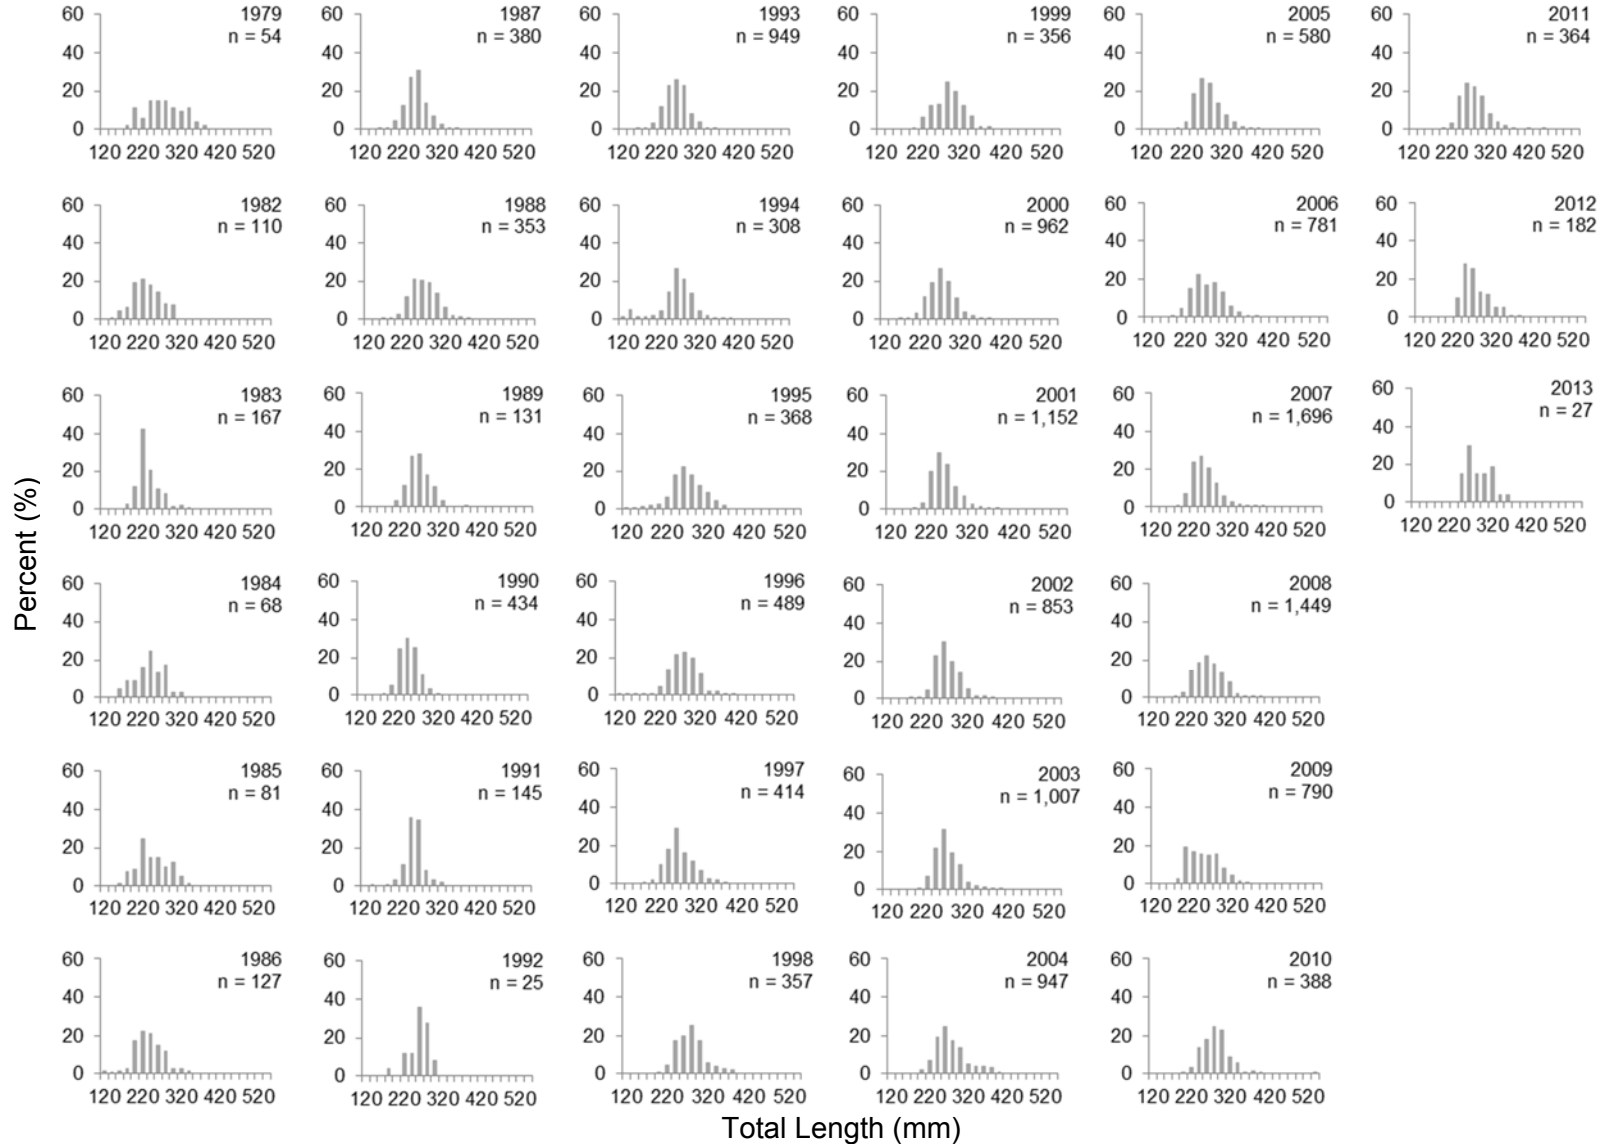 Percent (%)
1979
n = 54
60
40
20
0
120 220 320 420 520
1987
n = 380
60
40
20
0
120 220 320 420 520
1993
n = 949
60
40
20
0
120 220 320 420 520
1999
n = 356
60
40
20
0
120 220 320 420 520
2005
n = 580
60
40
20
0
120 220 320 420 520
2011
n = 364
60
40
20
0
120 220 320 420 520
1982
n = 110
60
40
20
0
120 220 320 420 520
1988
n = 353
60
40
20
0
120 220 320 420 520
1994
n = 308
60
40
20
0
120 220 320 420 520
2000
n = 962
60
40
20
0
120 220 320 420 520
2006
n = 781
60
40
20
0
120 220 320 420 520
2012
n = 182
60
40
20
0
120 220 320 420 520
1983
n = 167
60
40
20
0
120 220 320 420 520
1989
n = 131
60
40
20
0
120 220 320 420 520
1995
n = 368
60
40
20
0
120 220 320 420 520
2001
n = 1,152
60
40
20
0
120 220 320 420 520
2007
n = 1,696
60
40
20
0
120 220 320 420 520
2013
n = 27
60
40
20
0
120 220 320 420 520
1984
n = 68
60
40
20
0
120 220 320 420 520
1990
n = 434
60
40
20
0
120 220 320 420 520
1996
n = 489
60
40
20
0
120 220 320 420 520
2002
n = 853
60
40
20
0
120 220 320 420 520
2008
n = 1,449
60
40
20
0
120 220 320 420 520
1985
n = 81
60
40
20
0
120 220 320 420 520
1991
n = 145
60
40
20
0
120 220 320 420 520
1997
n = 414
60
40
20
0
120 220 320 420 520
2003
n = 1,007
60
40
20
0
120 220 320 420 520
2009
n = 790
60
40
20
0
120 220 320 420 520
1986
n = 127
60
40
20
0
120 220 320 420 520
1992
n = 25
60
40
20
0
120 220 320 420 520
1998
n = 357
60
40
20
0
120 220 320 420 520
2004
n = 947
60
40
20
0
120 220 320 420 520
2010
n = 388
60
40
20
0
120 220 320 420 520
Total Length (mm)